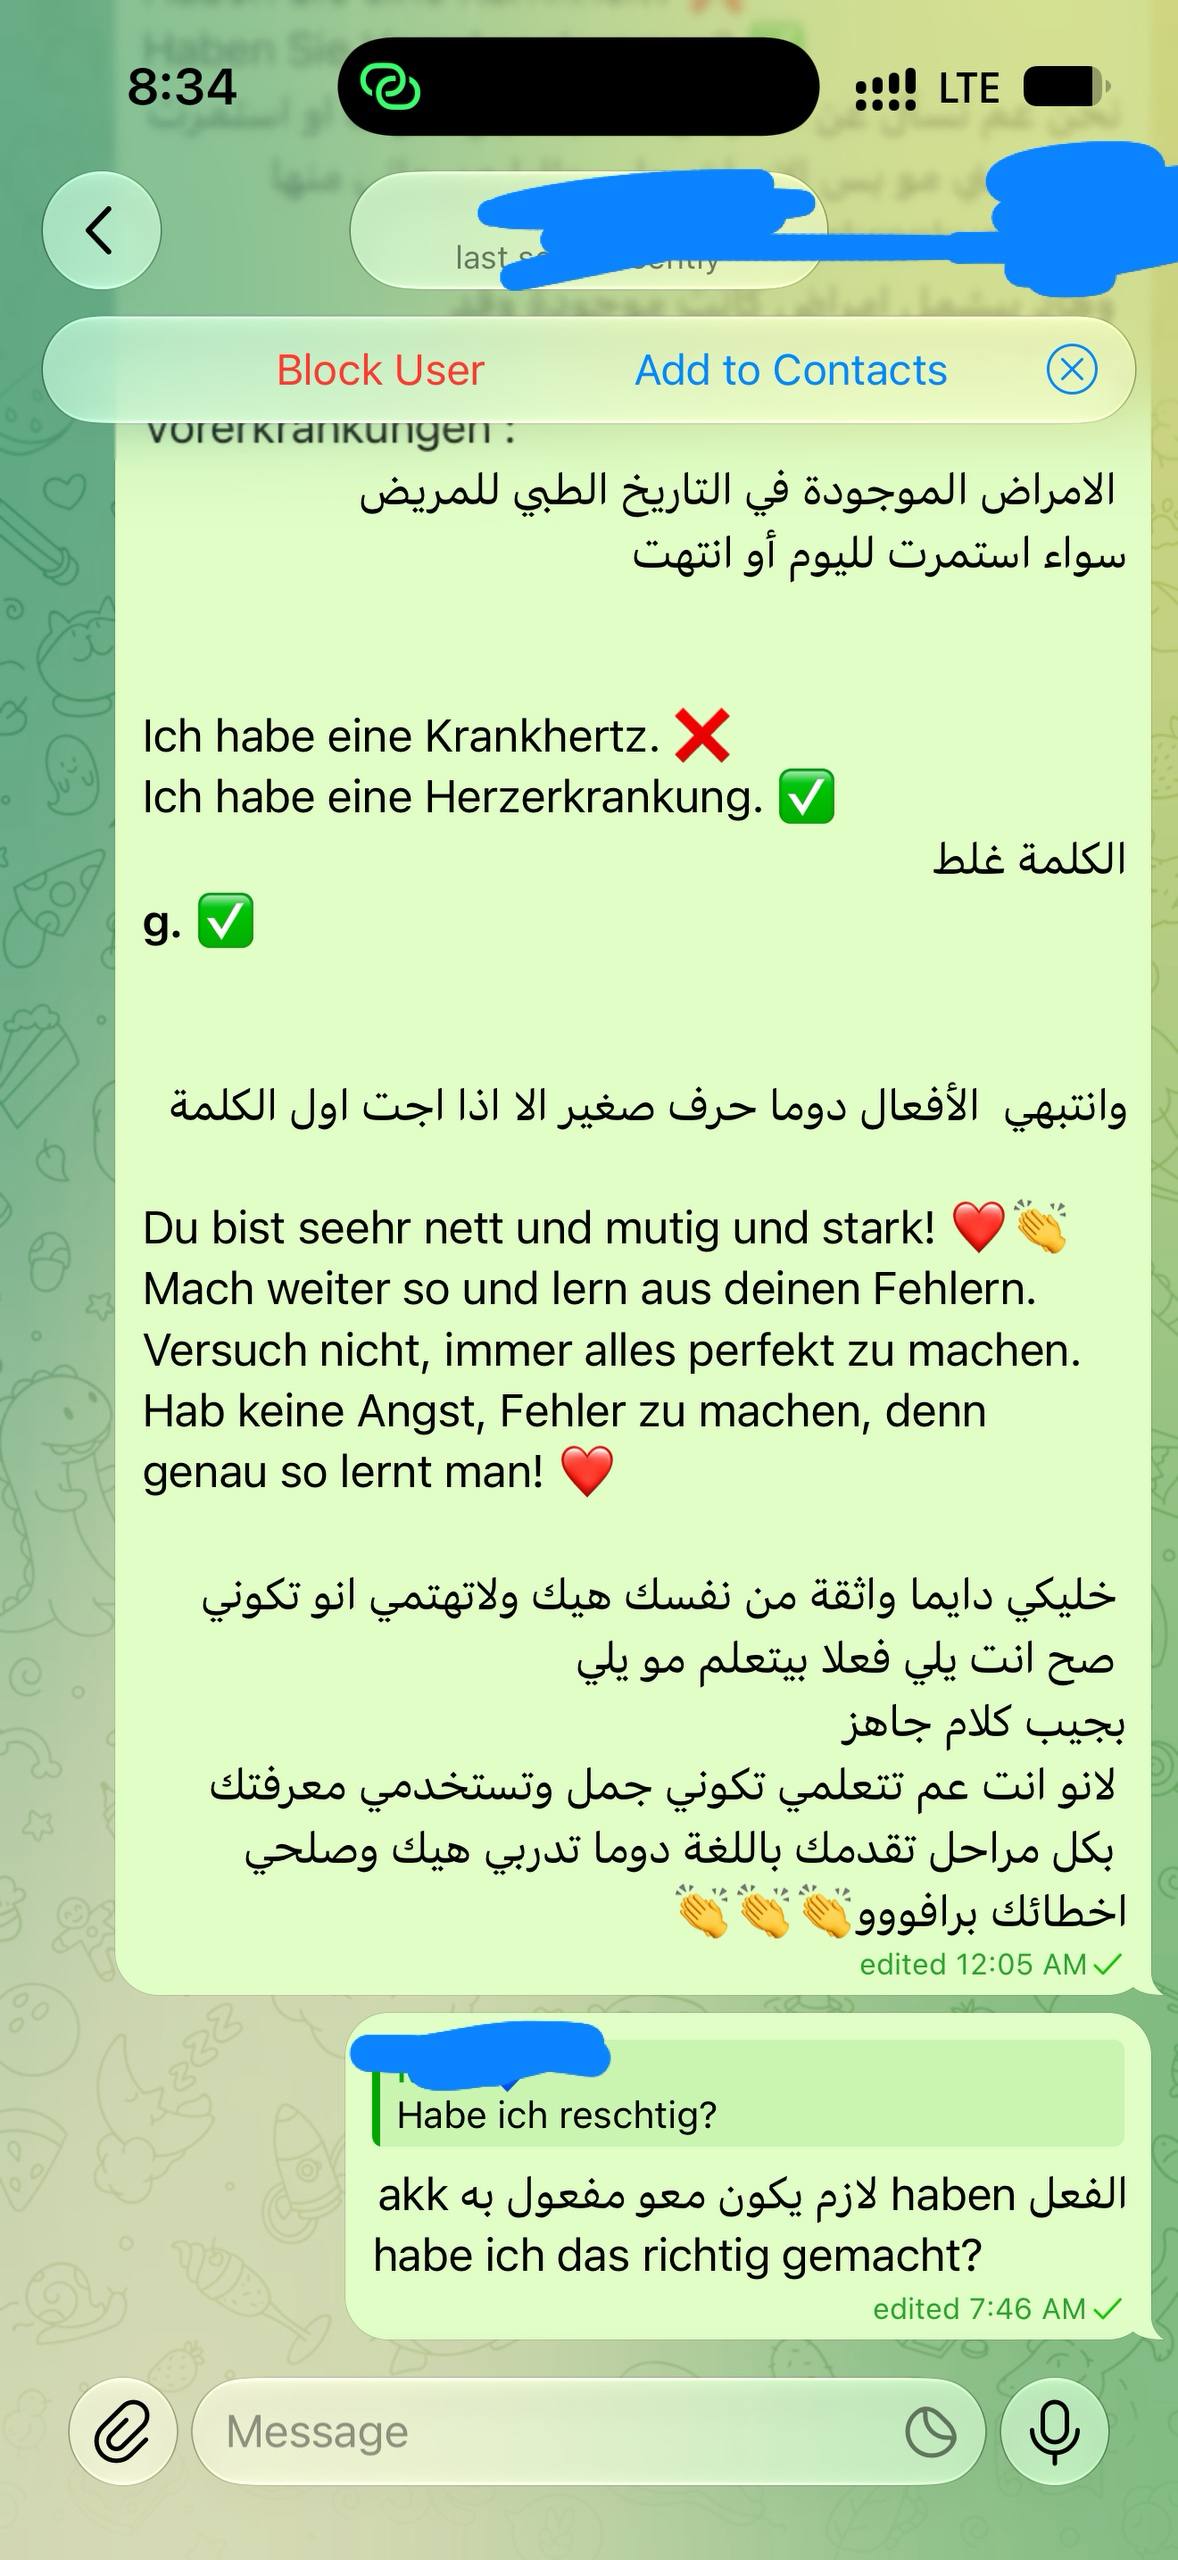 Haben Sie
8:34
LTE
last
Block User
Add to Contacts
Vorerkrankungen :
الامراض الموجودة في التاريخ الطبي للمريض
سواء استمرت لليوم أو انتهت
Ich habe eine Krankhertz. ❌
Ich habe eine Herzerkrankung. ✅
الكلمة غلط
g. ✅
وانتبهي الأفعال دوما حرف صغير الا اذا اجت اول الكلمة
Du bist seehr nett und mutig und stark! ❤️👏
Mach weiter so und lern aus deinen Fehlern.
Versuch nicht, immer alles perfekt zu machen.
Hab keine Angst, Fehler zu machen, denn
genau so lernt man! ❤️
خليكي دايما واثقة من نفسك هيك ولاتهتمي انو تكوني
صح انت يلي فعلا بيتعلم مو يلي
بجيب كلام جاهز
لانو انت عم تتعلمي تكوني جمل وتستخدمي معرفتك
بكل مراحل تقدمك باللغة دوما تدربي هيك وصلحي
اخطائك برافووو👏👏👏
edited 12:05 AM
Habe ich reschtig?
الفعل haben لازم يكون معو مفعول به akk
habe ich das richtig gemacht?
edited 7:46 AM
Message